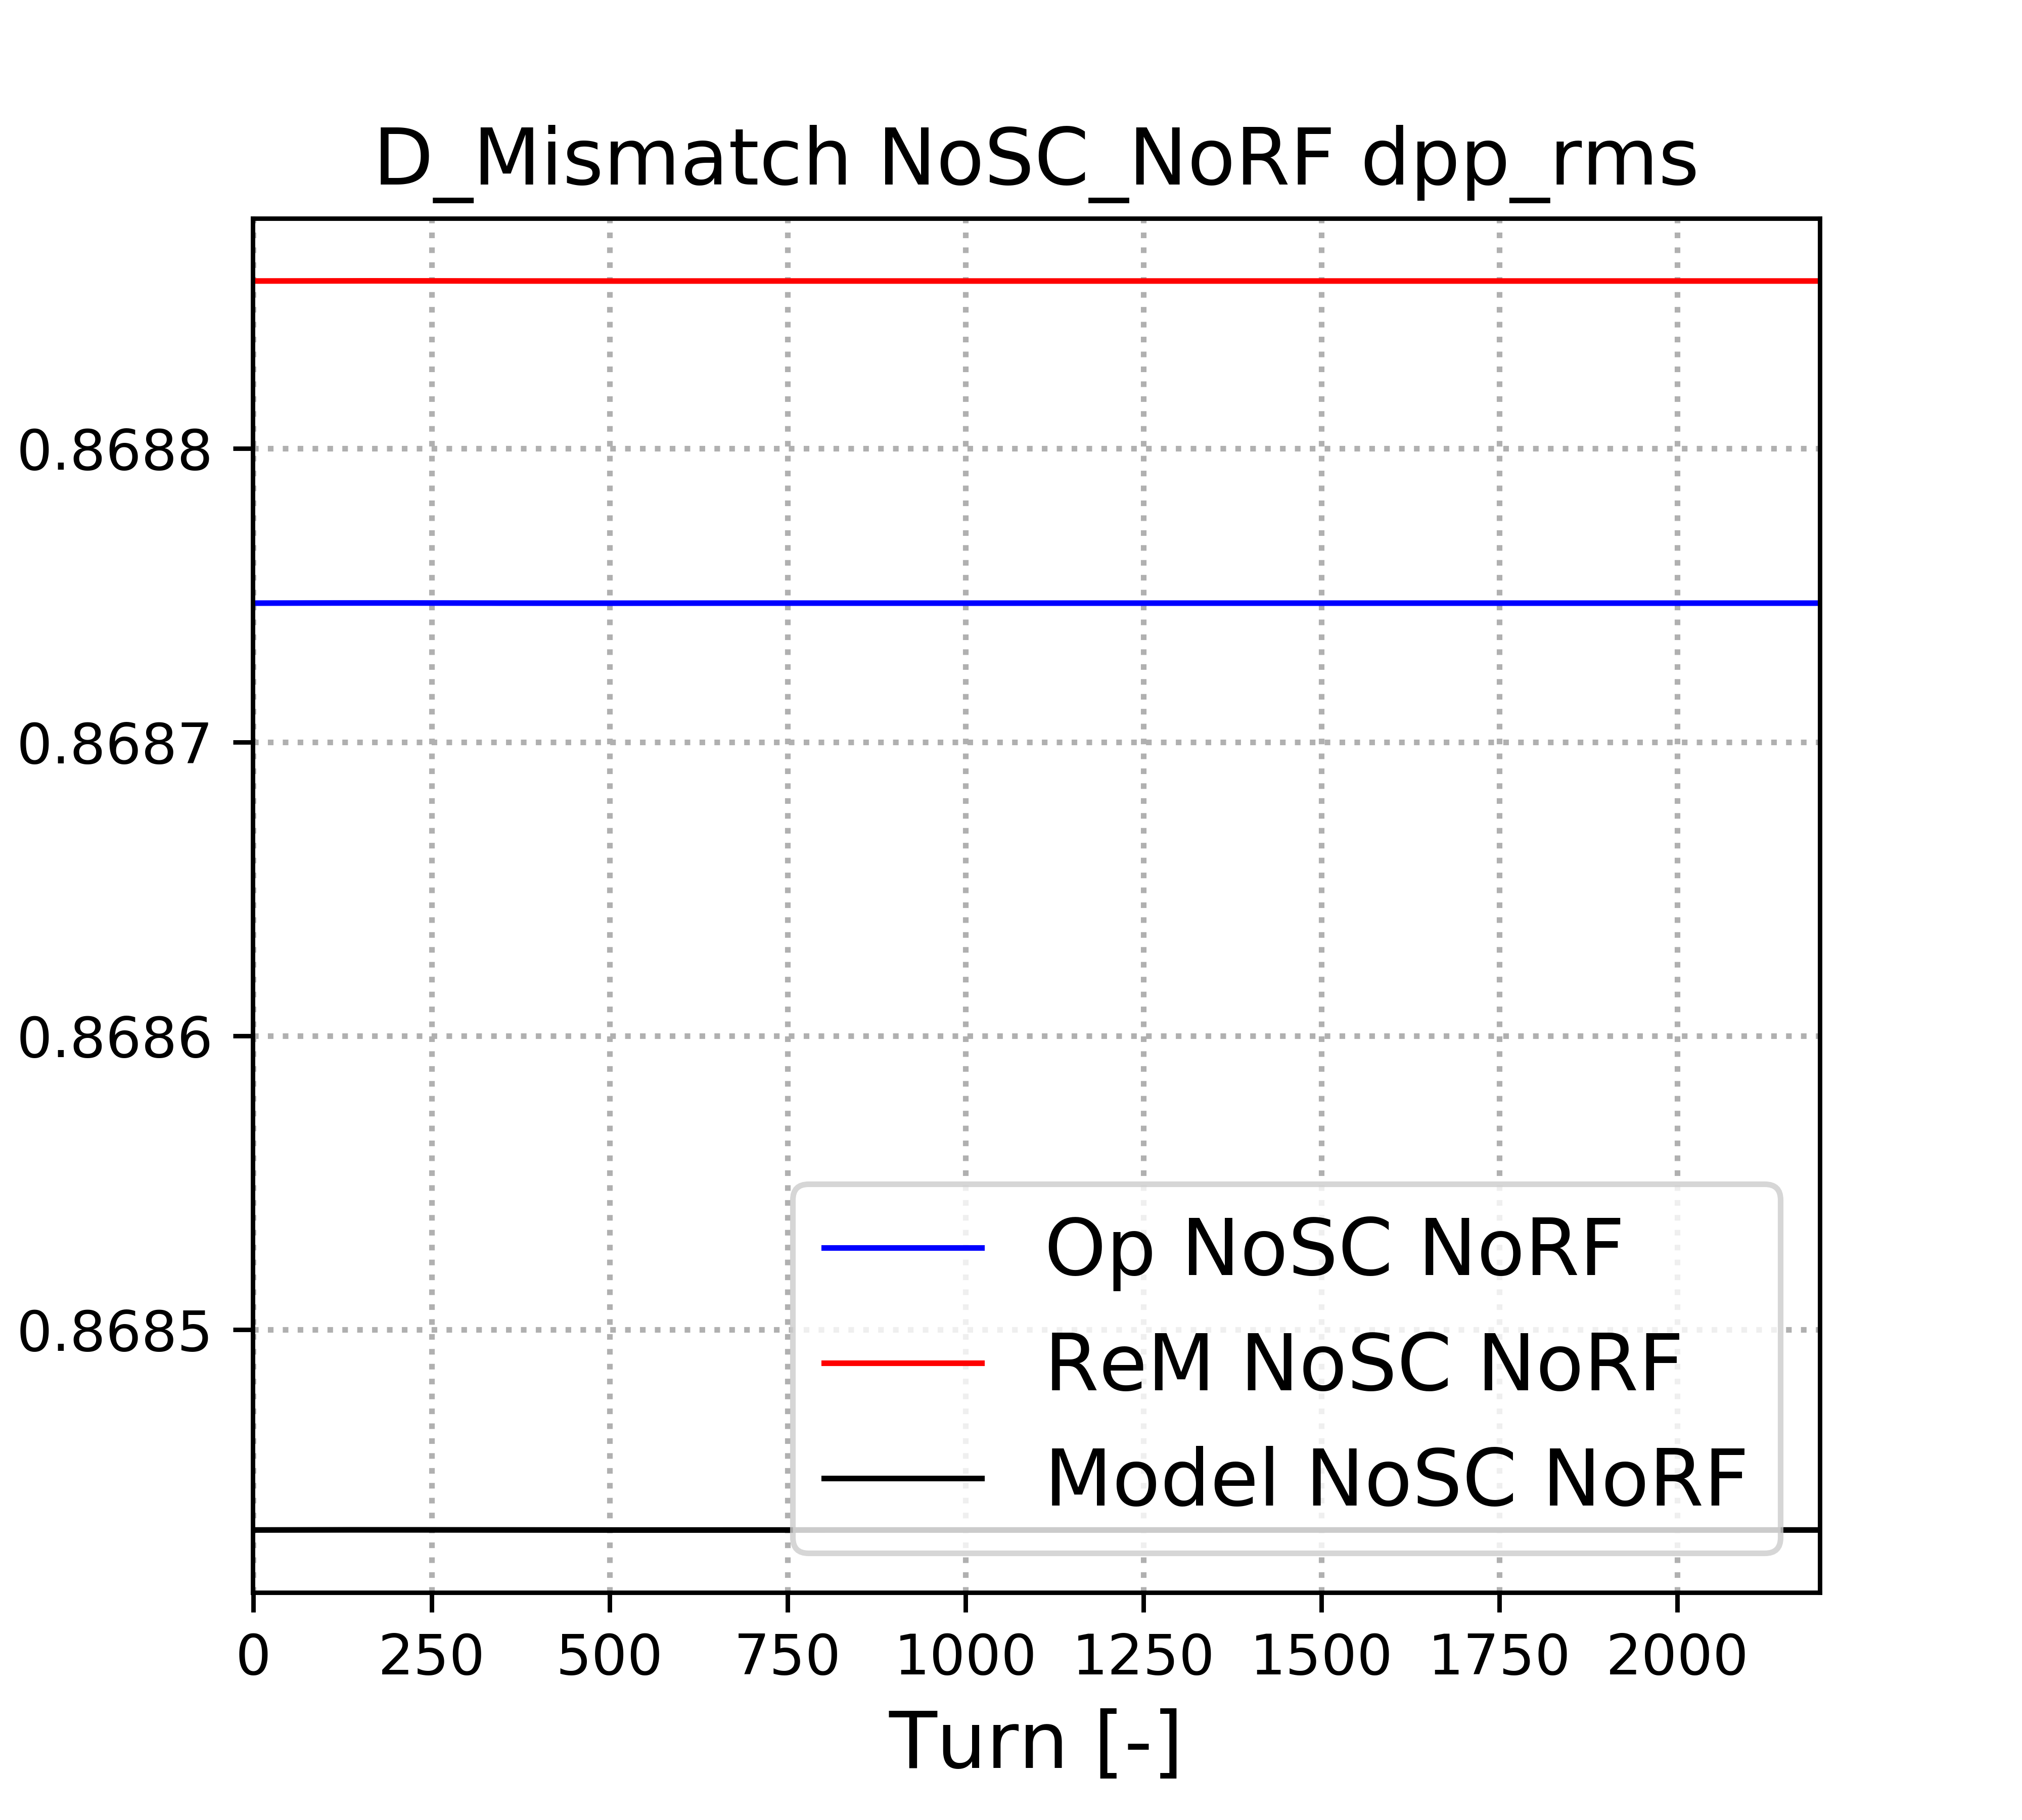 D_Mismatch NoSC_NoRF dpp_rms
0.8688
0.8687
0.8686
0.8685
Op NoSC NoRF
ReM NoSC NoRF
Model NoSC NoRF
0 250 500 750 1000 1250 1500 1750 2000
Turn [-]